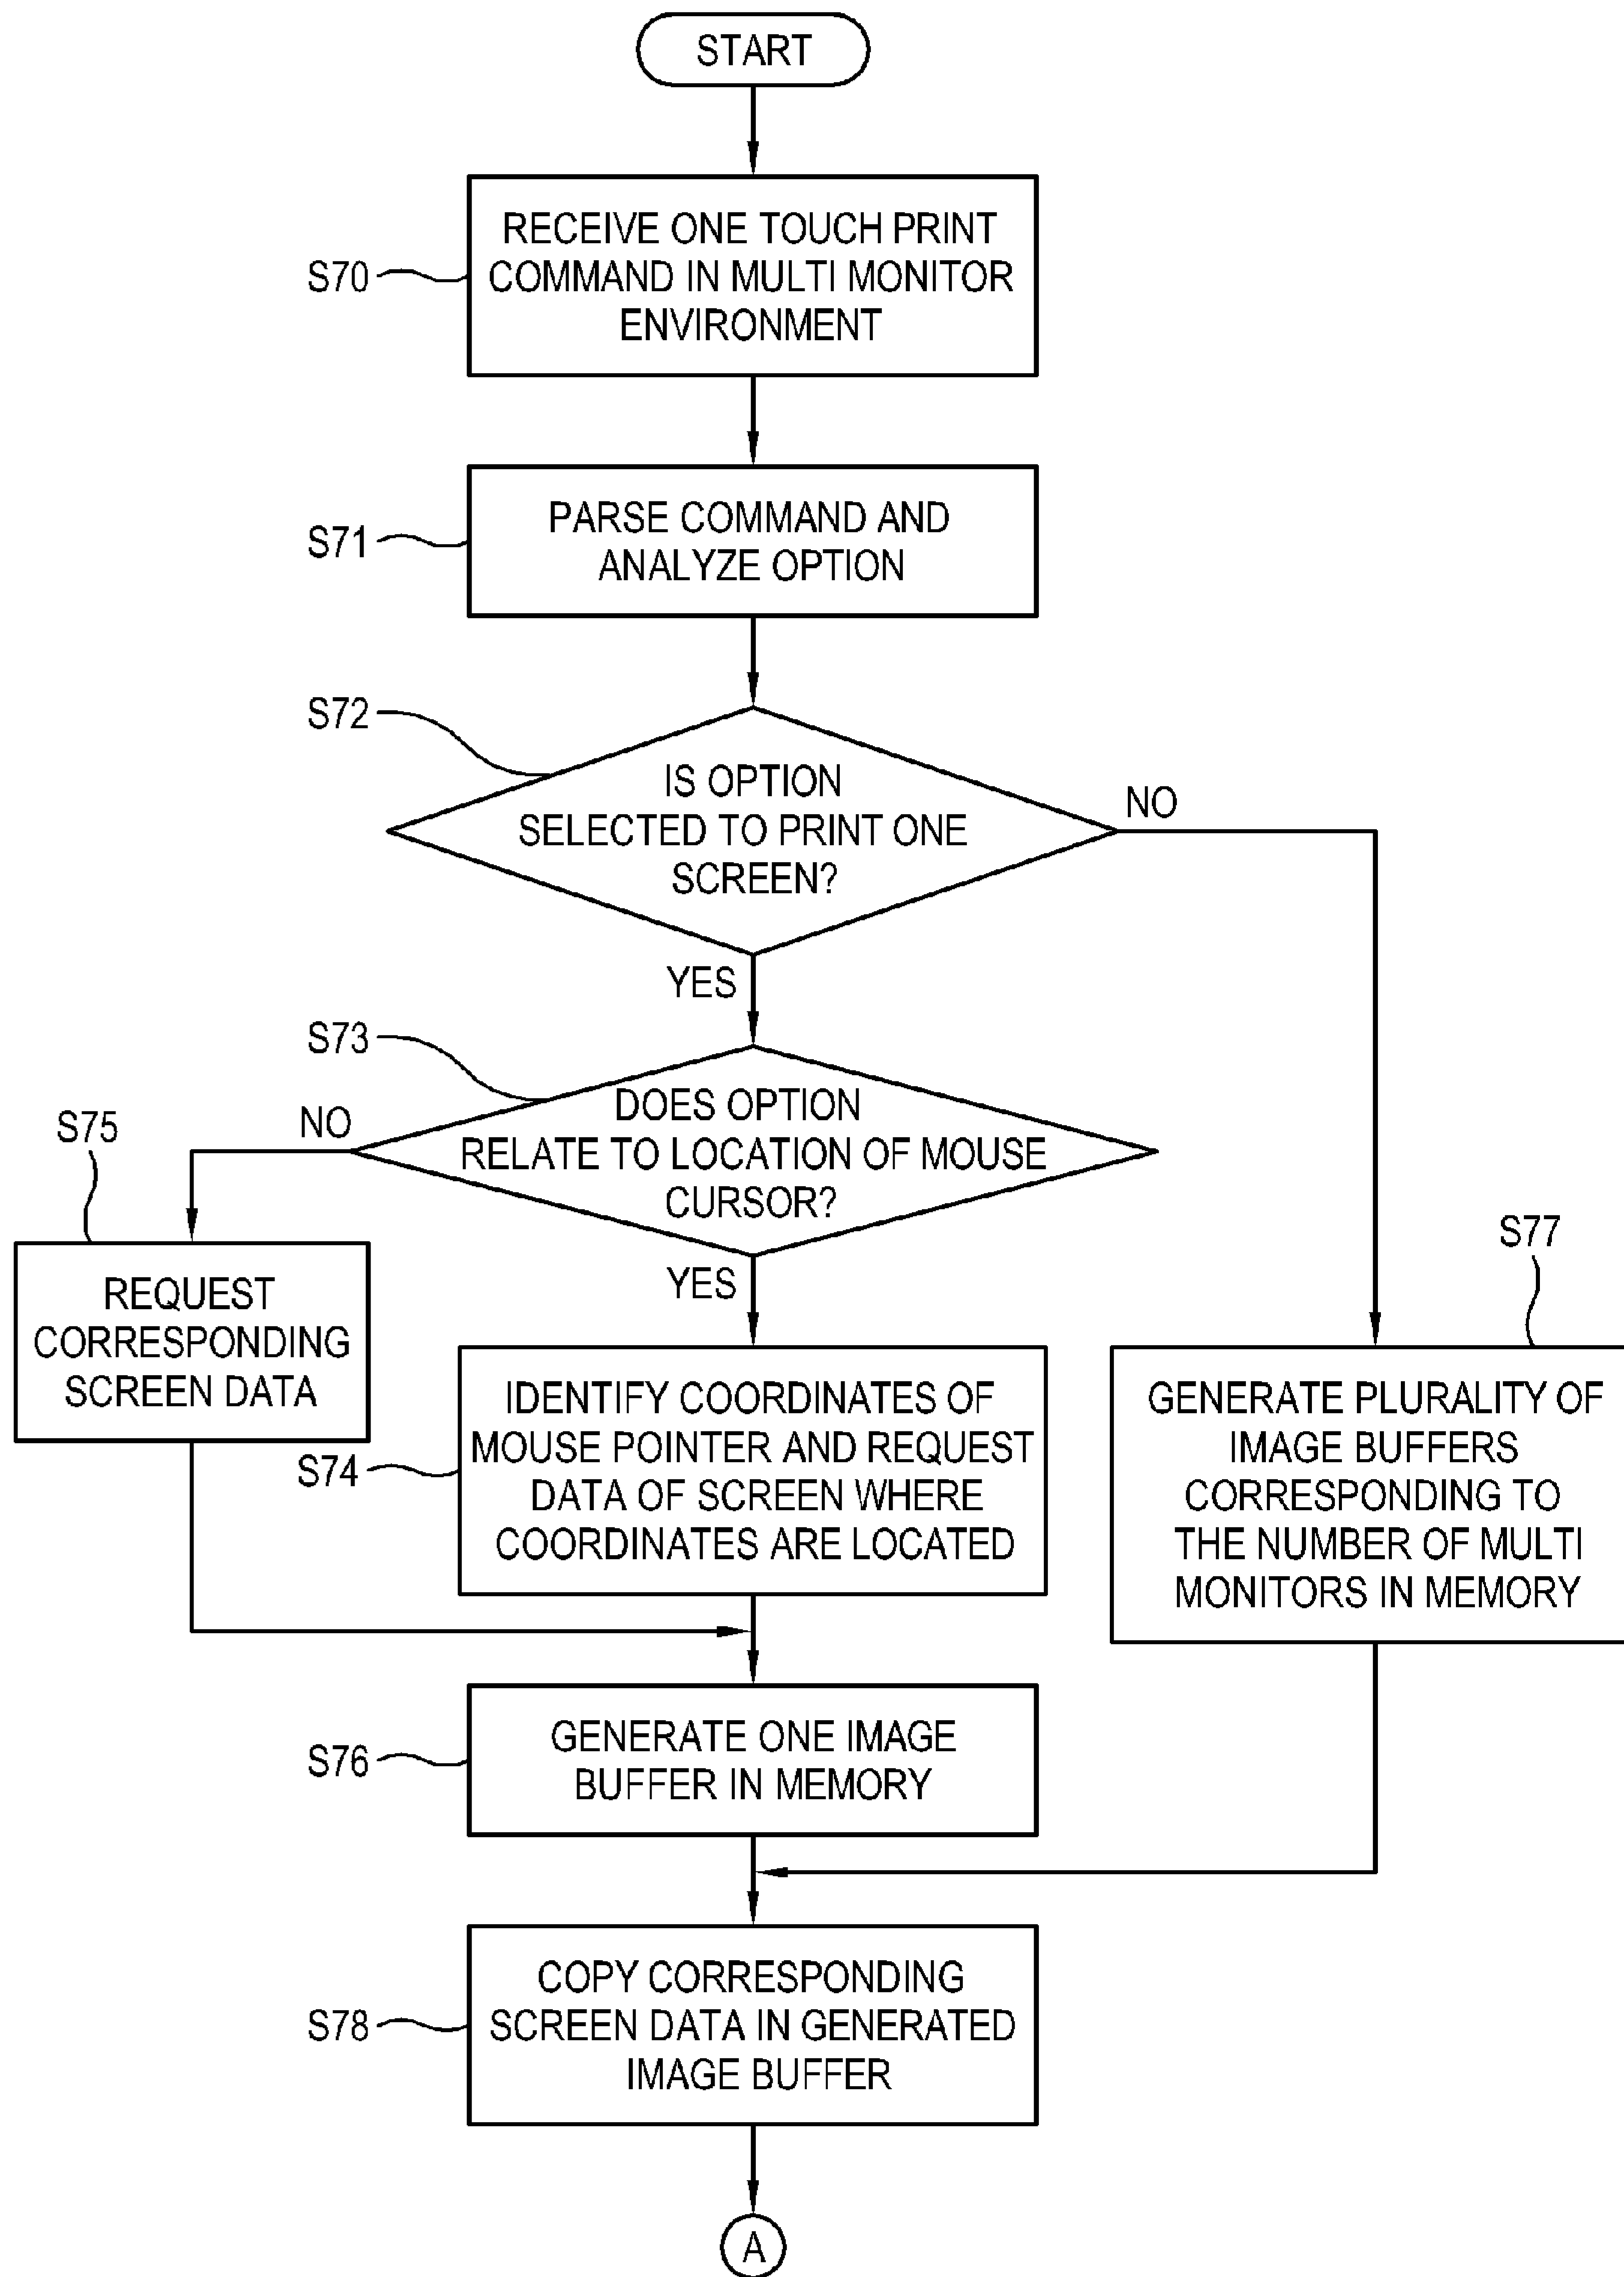 START
RECEIVE ONE TOUCH PRINT
COMMAND IN MULTI MONITOR
ENVIRONMENT
S70
PARSE COMMAND AND
ANALYZE OPTION
S71
S72
IS OPTION
SELECTED TO PRINT ONE
SCREEN?
NO
YES
S73
DOES OPTION
RELATE TO LOCATION OF MOUSE
CURSOR?
NO
YES
S75
REQUEST
CORRESPONDING
SCREEN DATA
S74
IDENTIFY COORDINATES OF
MOUSE POINTER AND REQUEST
DATA OF SCREEN WHERE
COORDINATES ARE LOCATED
S77
GENERATE PLURALITY OF
IMAGE BUFFERS
CORRESPONDING TO
THE NUMBER OF MULTI
MONITORS IN MEMORY
S76
GENERATE ONE IMAGE
BUFFER IN MEMORY
S78
COPY CORRESPONDING
SCREEN DATA IN GENERATED
IMAGE BUFFER
A